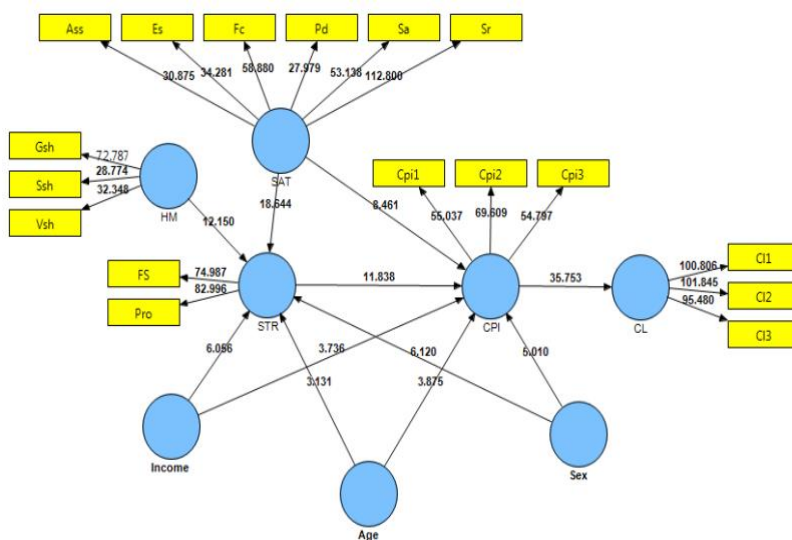 Ass Es Fc Pd Sa Sr
30.875 34.281 58.880 27.979 53.138 112.800
Gsh
72.787
Ssh
28.774
Vsh
32.348
HM
SAT
Cpi1 Cpi2 Cpi3
55.037 69.609 54.797
12.150
18.644
8.461
FS
74.987
Pro
82.996
STR
11.838
CPI
35.753
CL
100.806
Cl1
101.845
Cl2
95.480
Cl3
6.056
3.736
6.120
5.010
3.131
3.875
Income
Age
Sex